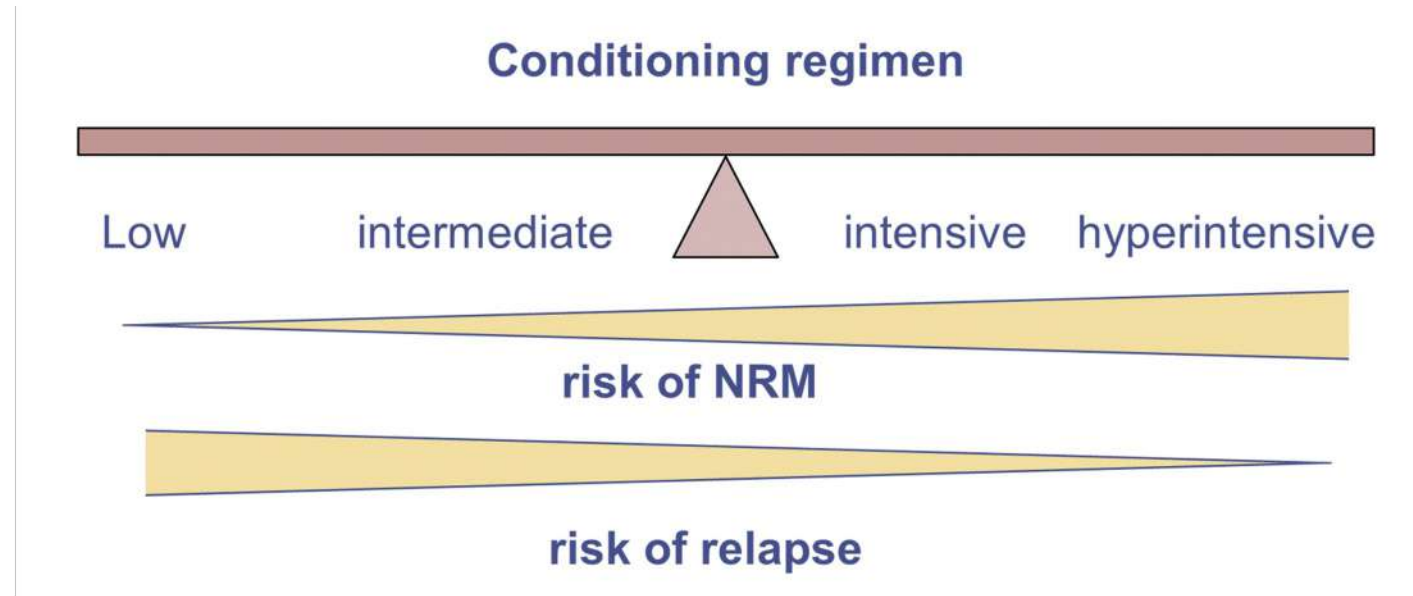 Conditioning regimen
Low intermediate intensive hyperintensive
risk of NRM
risk of relapse